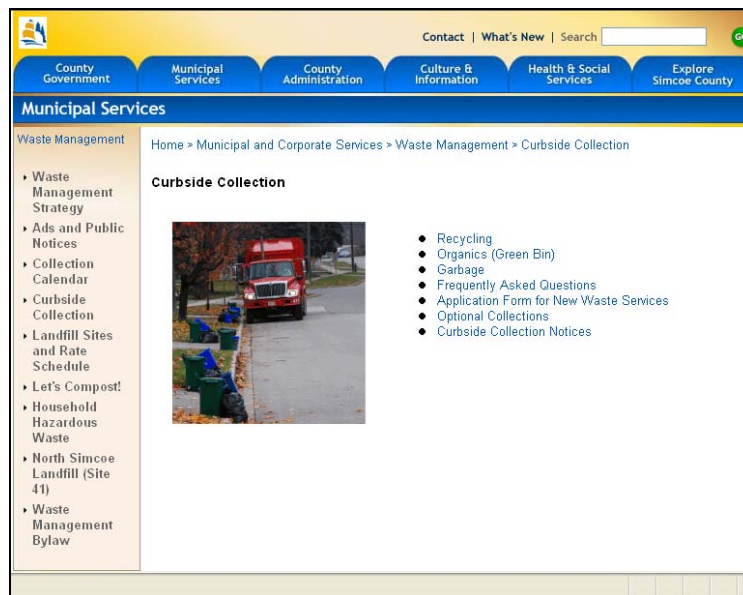 Contact | What's New | Search
County
Government
Municipal
Services
County
Administration
Culture &
Information
Health & Social
Services
Explore
Simcoe County
Municipal Services
Waste Management
Home > Municipal and Corporate Services > Waste Management > Curbside Collection
Waste
Management
Strategy
Ads and Public
Notices
Collection
Calendar
Curbside
Collection
Landfill Sites
and Rate
Schedule
Let's Compost!
Household
Hazardous
Waste
North Simcoe
Landfill (Site
41)
Waste
Management
Bylaw
Curbside Collection
Recycling
Organics (Green Bin)
Garbage
Frequently Asked Questions
Application Form for New Waste Services
Optional Collections
Curbside Collection Notices